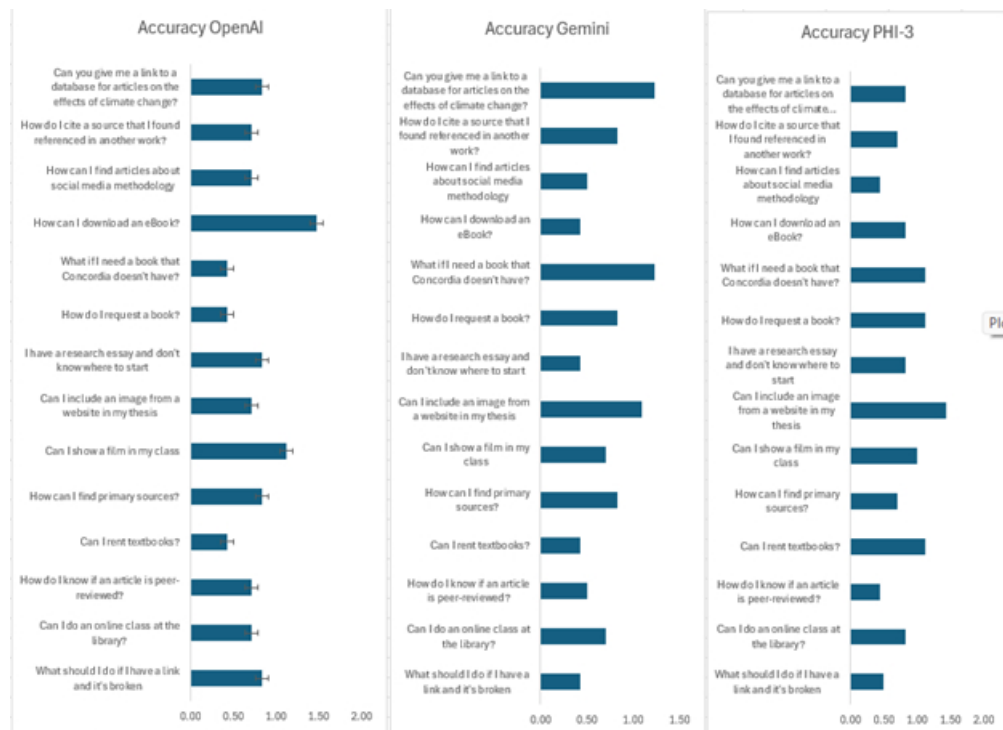 Accuracy OpenAI
Can you give me a link to a
database for articles on the
effects of climate change?
How do I cite a source that I found
referenced in another work?
How can I find articles about
social media methodology
How can I download an eBook?
What if I need a book that
Concordia doesn't have?
How do I request a book?
I have a research essay and don't
know where to start
Can I include an image from a
website in my thesis
Can I show a film in my class
How can I find primary sources?
Can I rent textbooks?
How do I know if an article is peer-
reviewed?
Can I do an online class at the
library?
What should I do if I have a link
and it's broken
0.00 0.50 1.00 1.50 2.00
Accuracy Gemini
Can you give me a link to a
database for articles on the
effects of climate change?
How do I cite a source that I
found referenced in another
work?
How can I find articles
about social media
methodology
How can I download an
eBook?
What if I need a book that
Concordia doesn't have?
How do I request a book?
I have a research essay and
don't know where to start
Can I include an image from
a website in my thesis
Can I show a film in my
class
How can I find primary
sources?
Can I rent textbooks?
How do I know if an article
is peer-reviewed?
Can I do an online class at
the library?
What should I do if I have a
link and it's broken
0.00 0.50 1.00 1.50
Accuracy PHI-3
Can you give me a link to a
database for articles on
the effects of climate...
How do I cite a source that
I found referenced in
another work?
How can I find articles
about social media
methodology
How can I download an
eBook?
What if I need a book that
Concordia doesn't have?
How do I request a book?
I have a research essay
and don't know where to
start
Can I include an image
from a website in my
thesis
Can I show a film in my
class
How can I find primary
sources?
Can I rent textbooks?
How do I know if an article
is peer-reviewed?
Can I do an online class at
the library?
What should I do if I have a
link and it's broken
0.00 0.50 1.00 1.50 2.00